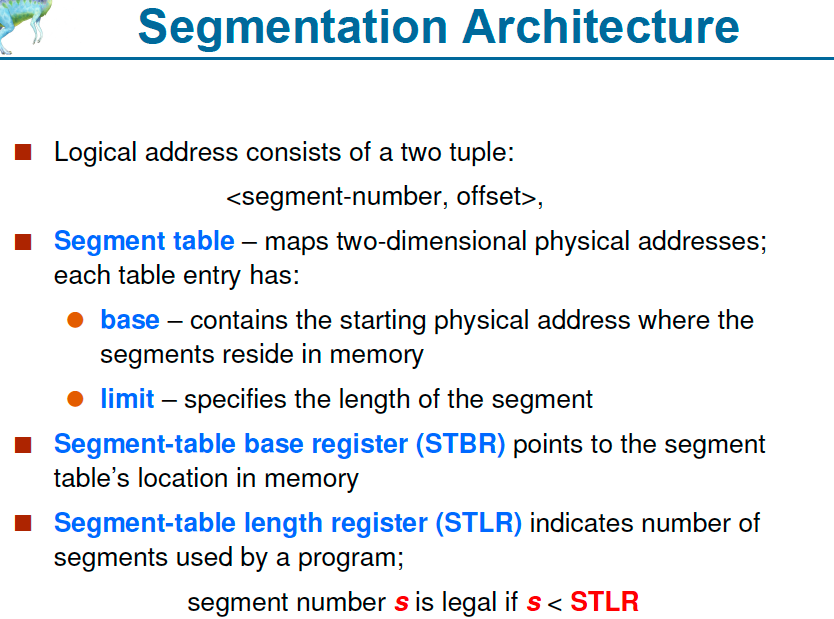 Segmentation Architecture
Logical address consists of a two tuple:
<segment-number, offset>,
Segment table – maps two-dimensional physical addresses;
each table entry has:
base – contains the starting physical address where the
segments reside in memory
limit – specifies the length of the segment
Segment-table base register (STBR) points to the segment
table’s location in memory
Segment-table length register (STLR) indicates number of
segments used by a program;
segment number s is legal if s < STLR